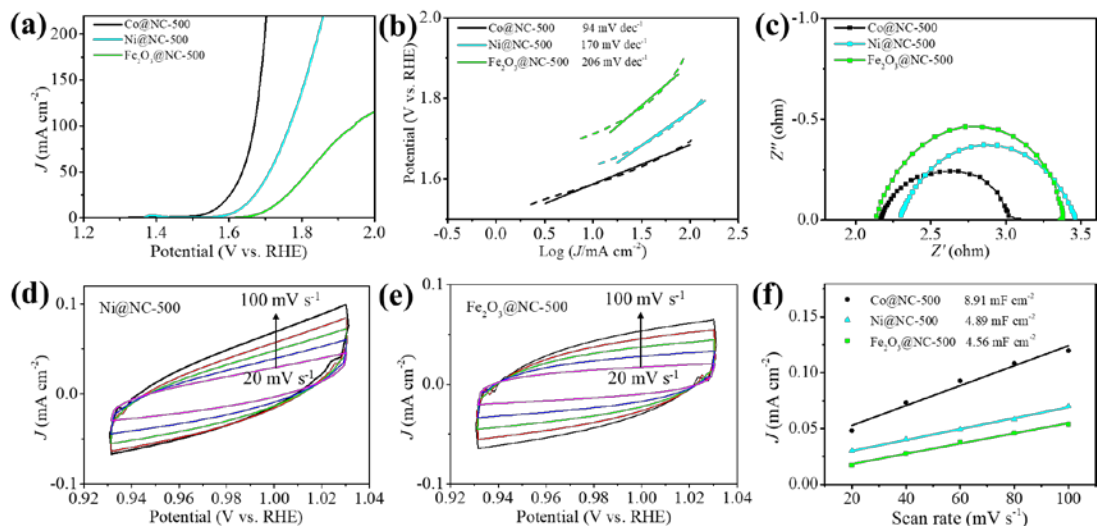 (a)
Co@NC-500
Ni@NC-500
Fe2O3@NC-500
200
150
100
50
0
J (mA cm-2)
1.2 1.4 1.6 1.8 2.0
Potential (V vs. RHE)
(b)
Co@NC-500 94 mV dec-1
Ni@NC-500 170 mV dec-1
Fe2O3@NC-500 206 mV dec-1
2.0
1.8
1.6
Potential (V vs. RHE)
-0.5 0.0 0.5 1.0 1.5 2.0 2.5
Log (J/mA cm-2)
(c)
Co@NC-500
Ni@NC-500
Fe2O3@NC-500
-1.0
-0.5
0.0
Z'' (ohm)
2.0 2.5 3.0 3.5
Z' (ohm)
(d)
Ni@NC-500
100 mV s-1
20 mV s-1
0.1
0.0
-0.1
J (mA cm-2)
0.92 0.94 0.96 0.98 1.00 1.02 1.04
Potential (V vs. RHE)
(e)
Fe2O3@NC-500
100 mV s-1
20 mV s-1
0.1
0.0
-0.1
J (mA cm-2)
0.92 0.94 0.96 0.98 1.00 1.02 1.04
Potential (V vs. RHE)
(f)
Co@NC-500 8.91 mF cm-2
Ni@NC-500 4.89 mF cm-2
Fe2O3@NC-500 4.56 mF cm-2
0.15
0.10
0.05
0.00
J (mA cm-2)
20 40 60 80 100
Scan rate (mV s-1)